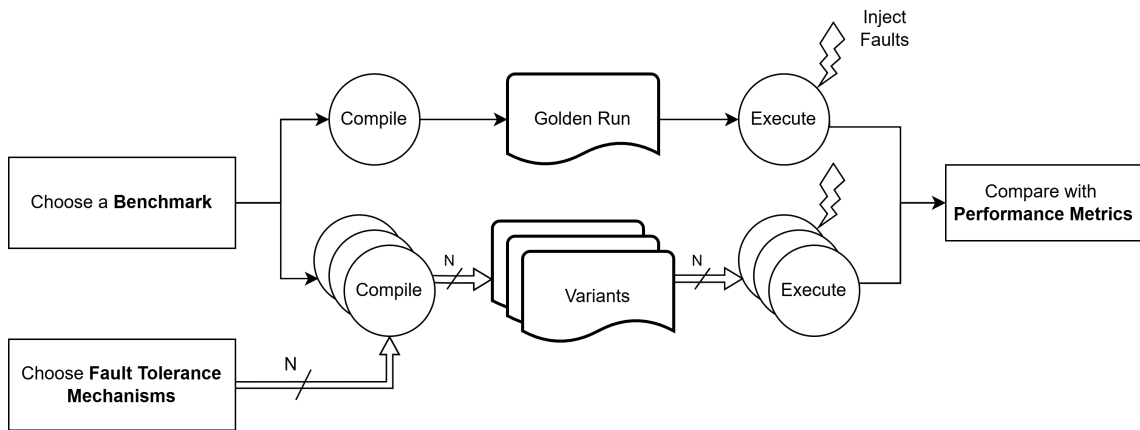 Inject
Faults
Compile
Golden Run
Execute
Choose a Benchmark
Compare with
Performance Metrics
N
N
Compile
Variants
Execute
Choose Fault Tolerance
Mechanisms
N